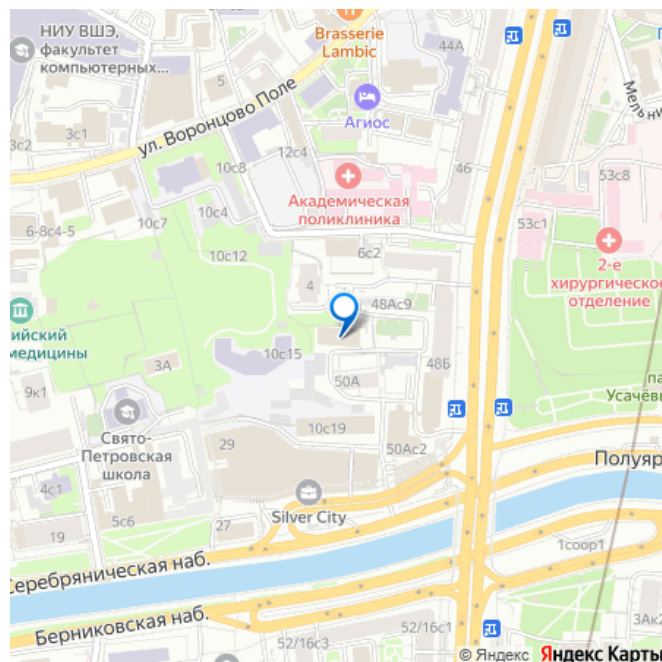 НИУ ВШЭ,
факультет
компьютерных...
Brasserie
Lambic
44А
3с1
3с2
ул. Воронцово Поле
Агиос
12с4
10с8
46
Академическая
поликлиника
53с8
53с1
10с4
10с7
6-8с4-5
10с12
6с2
2-е
хирургическое
отделение
4
48Ас9
ийский
медицины
10с15
3А
48Б
50А
9к1
па
Усачёв
Свято-
Петровская
школа
10с19
29
50Ас2
Полуяр
4с1
5с6
Silver City
27
19
1соор1
Серебряническая наб.
Берниковская наб.
52/16с3
52/16с1
3Ак2
© Яндекс Яндекс Карты